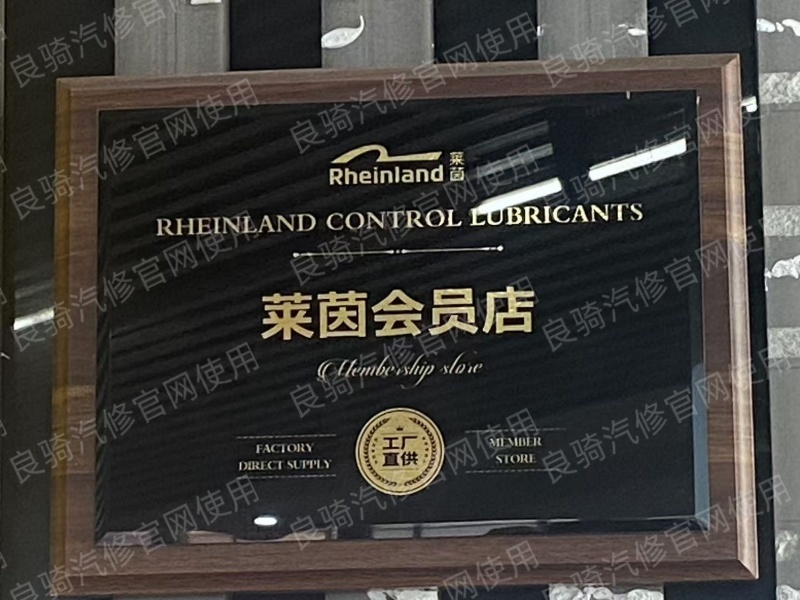 Rheinland 莱茵
RHEINLAND CONTROL LUBRICANTS
莱茵会员店
Membership store
FACTORY
DIRECT SUPPLY
工厂
直供
MEMBER
STORE
良骑汽修官网使用